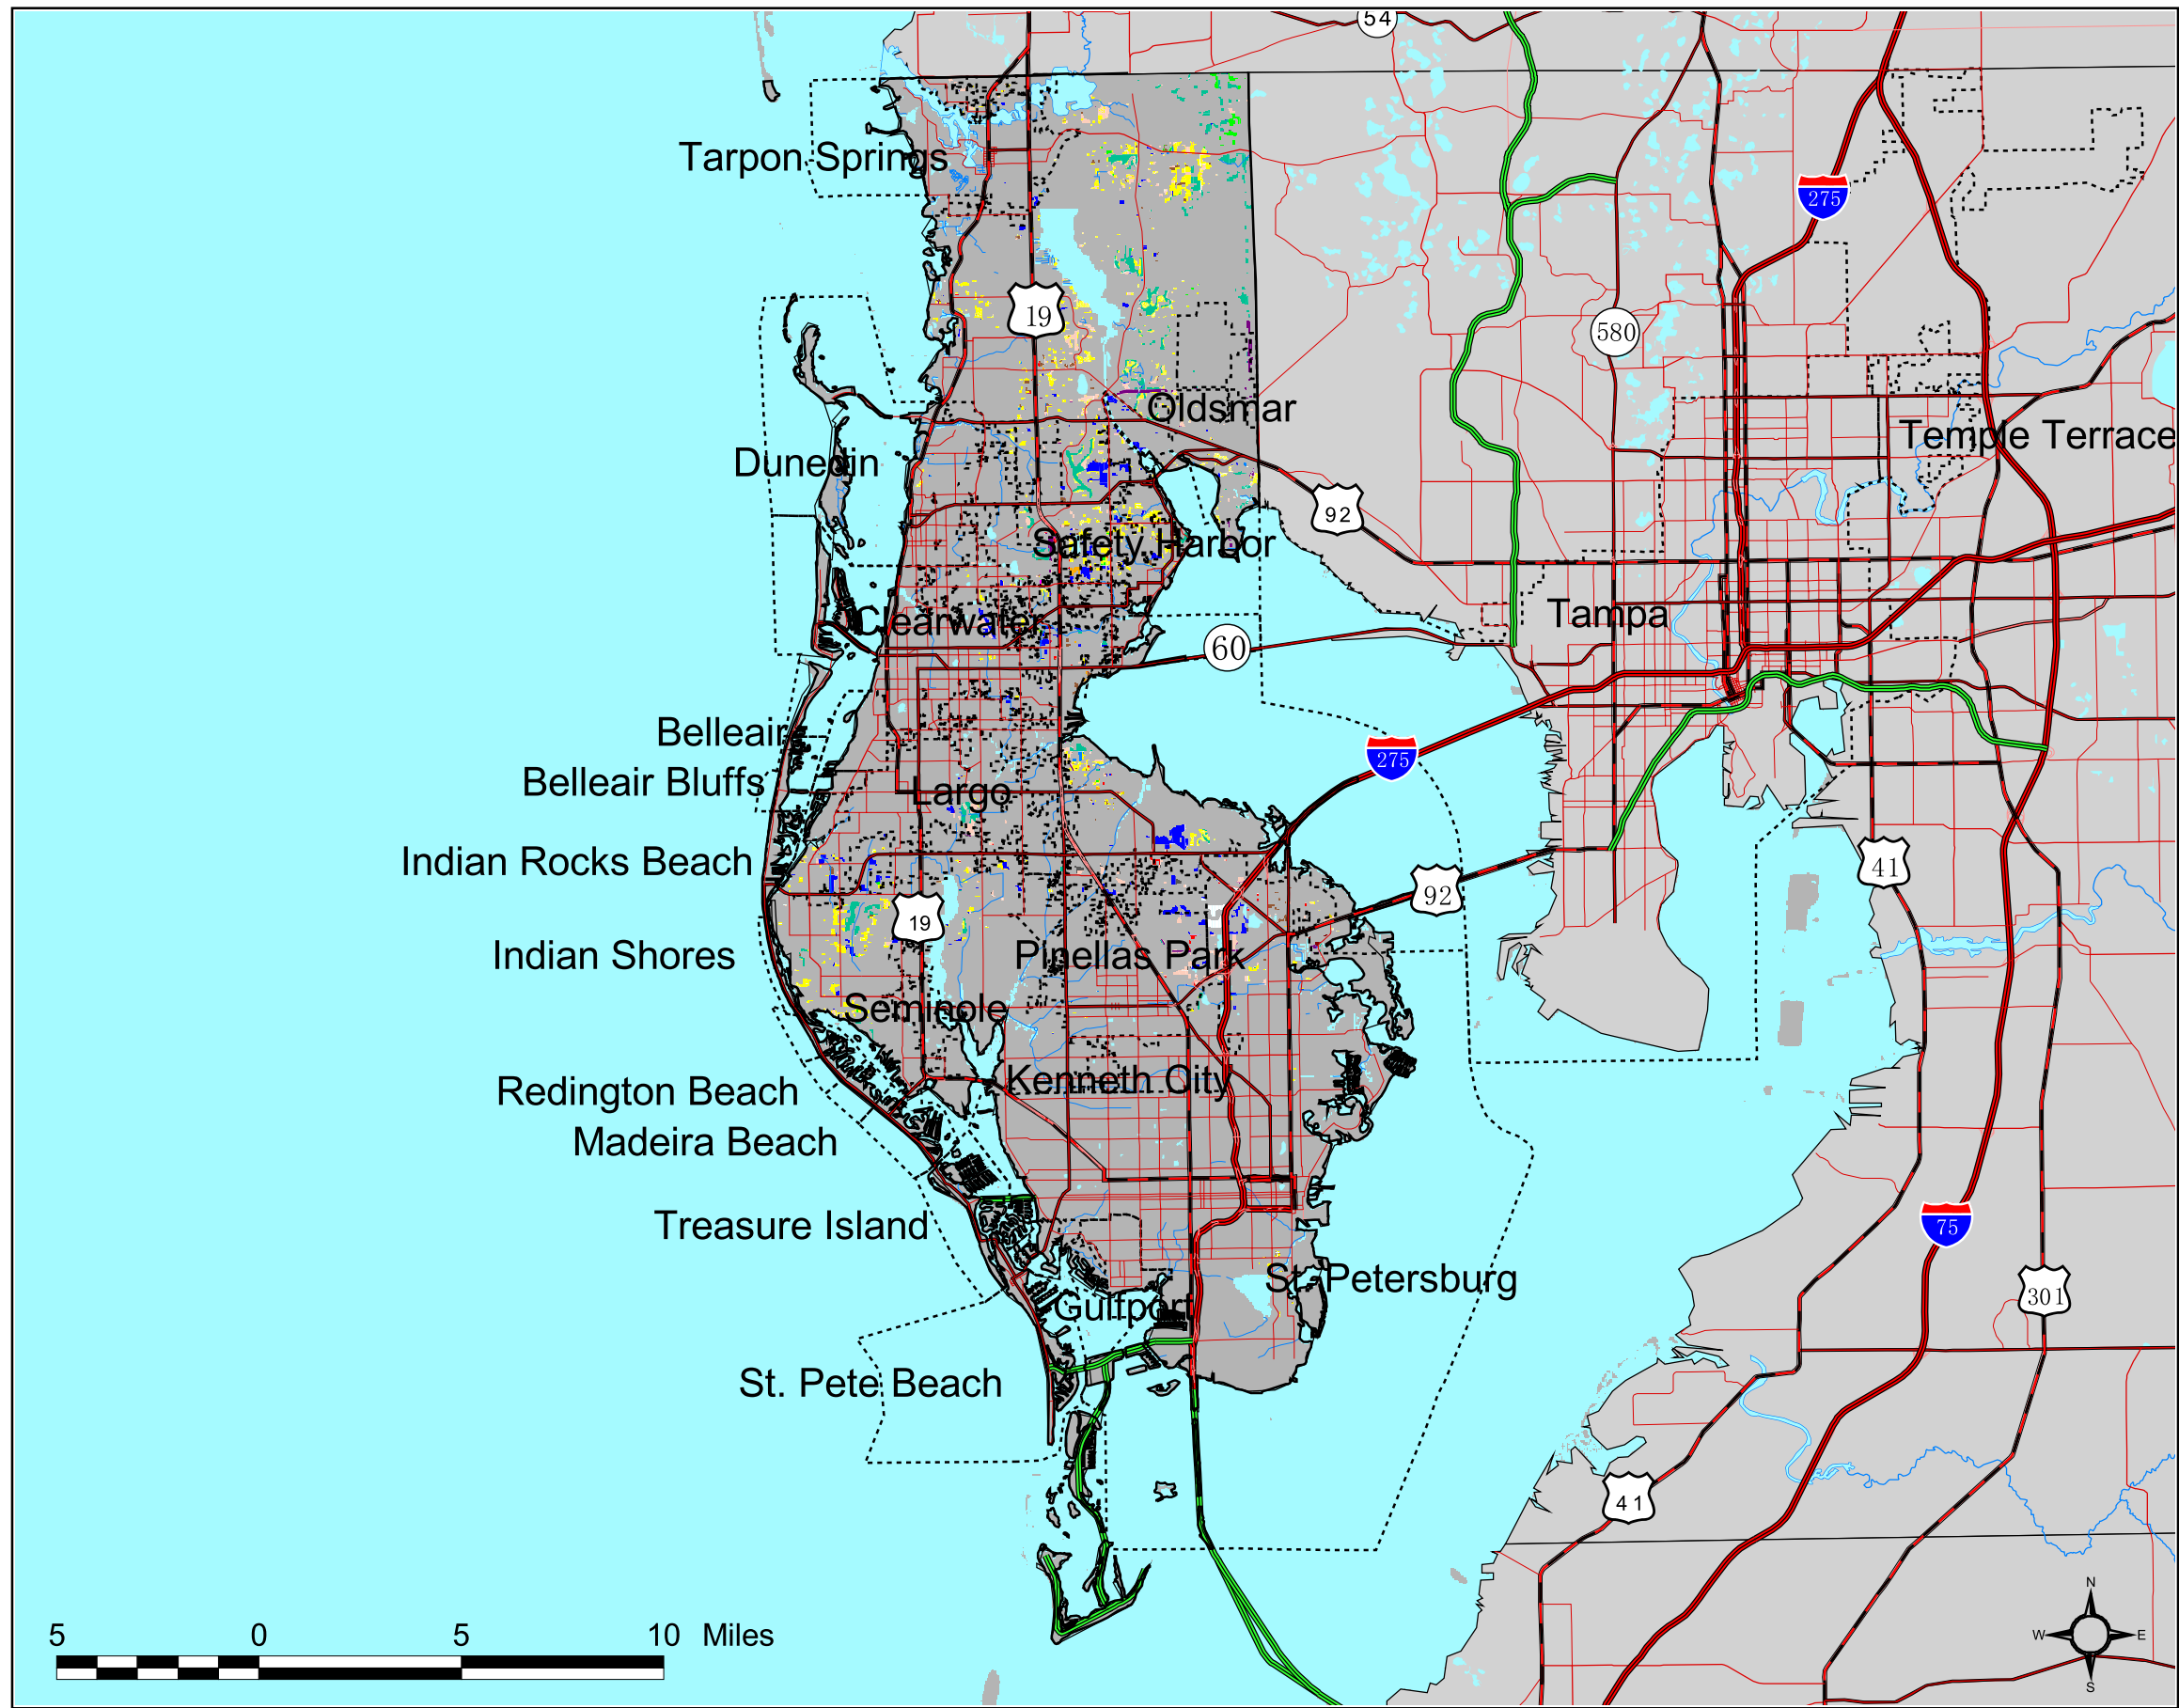 54
Tarpon Springs
275
19
580
Oldsmar
Temple Terrace
Dunedin
92
Safety Harbor
Tampa
Clearwater
60
Belleair
275
Belleair Bluffs
Largo
Indian Rocks Beach
41
92
19
Indian Shores
Pinellas Park
Seminole
Kenneth City
Redington Beach
Madeira Beach
Treasure Island
75
St. Petersburg
301
Gulfport
St. Pete Beach
41
N
W E
S
5 0 5 10 Miles